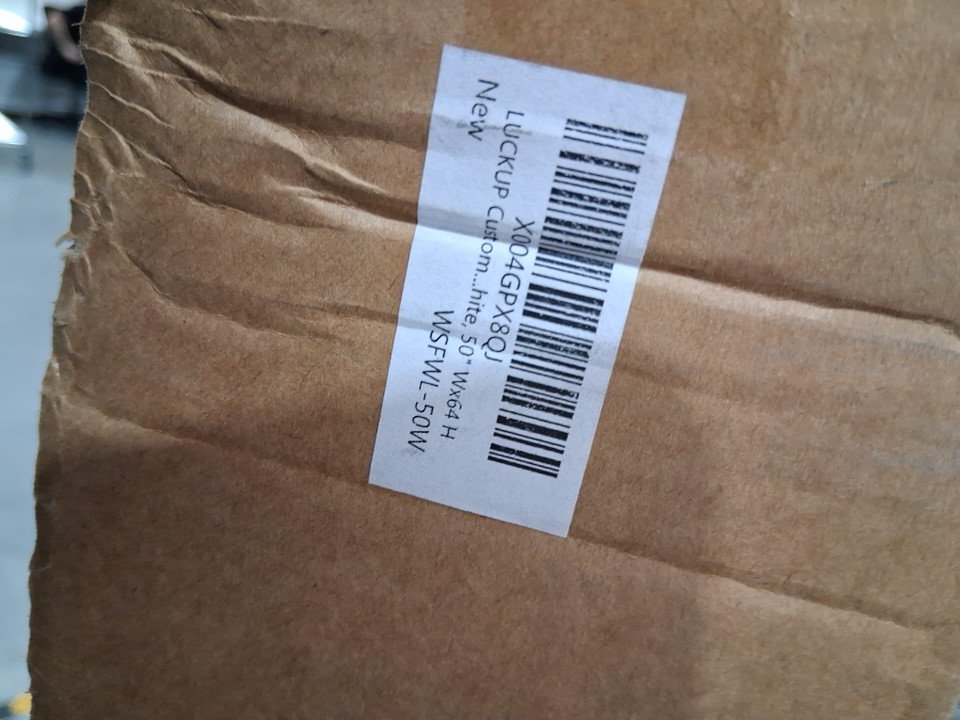 X004GPX8QJ
LUCKUP Custom...hite, 50" Wx64 H
New
WSFWL-50W